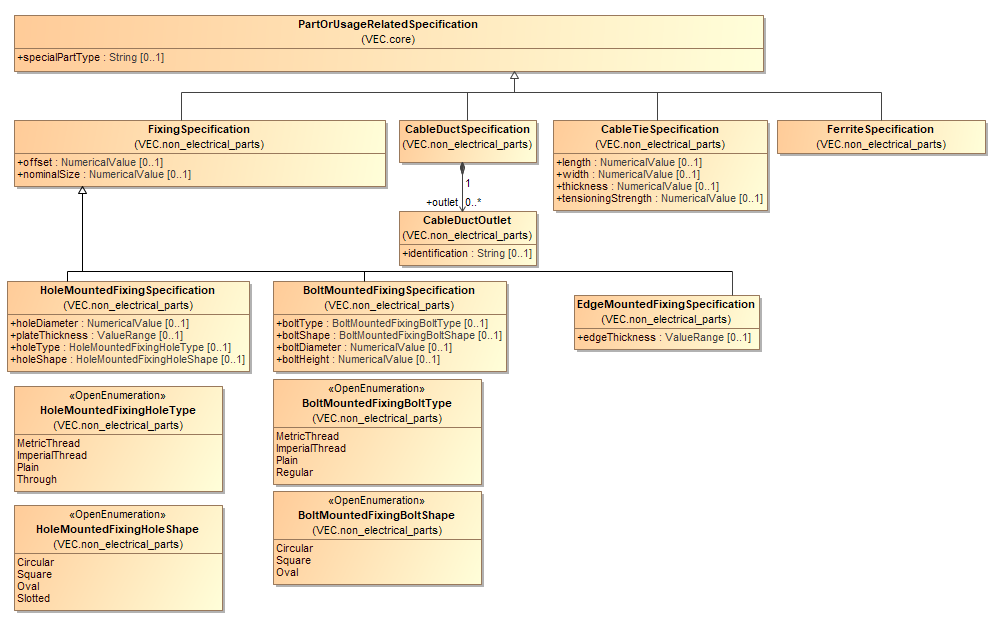 PartOrUsageRelatedSpecification
(VEC.core)
+specialPartType : String [0..1]
FixingSpecification
(VEC.non_electrical_parts)
+offset : NumericalValue [0..1]
+nominalSize : NumericalValue [0..1]
CableDuctSpecification
(VEC.non_electrical_parts)
CableTieSpecification
(VEC.non_electrical_parts)
+length : NumericalValue [0..1]
+width : NumericalValue [0..1]
+thickness : NumericalValue [0..1]
+tensioningStrength : NumericalValue [0..1]
FerriteSpecification
(VEC.non_electrical_parts)
1
+outlet 0..*
CableDuctOutlet
(VEC.non_electrical_parts)
+identification : String [0..1]
HoleMountedFixingSpecification
(VEC.non_electrical_parts)
+holeDiameter : NumericalValue [0..1]
+plateThickness : ValueRange [0..1]
+holeType : HoleMountedFixingHoleType [0..1]
+holeShape : HoleMountedFixingHoleShape [0..1]
BoltMountedFixingSpecification
(VEC.non_electrical_parts)
+boltType : BoltMountedFixingBoltType [0..1]
+boltShape : BoltMountedFixingBoltShape [0..1]
+boltDiameter : NumericalValue [0..1]
+boltHeight : NumericalValue [0..1]
EdgeMountedFixingSpecification
(VEC.non_electrical_parts)
+edgeThickness : ValueRange [0..1]
«OpenEnumeration»
HoleMountedFixingHoleType
(VEC.non_electrical_parts)
MetricThread
ImperialThread
Plain
Through
«OpenEnumeration»
BoltMountedFixingBoltType
(VEC.non_electrical_parts)
MetricThread
ImperialThread
Plain
Regular
«OpenEnumeration»
HoleMountedFixingHoleShape
(VEC.non_electrical_parts)
Circular
Square
Oval
Slotted
«OpenEnumeration»
BoltMountedFixingBoltShape
(VEC.non_electrical_parts)
Circular
Square
Oval